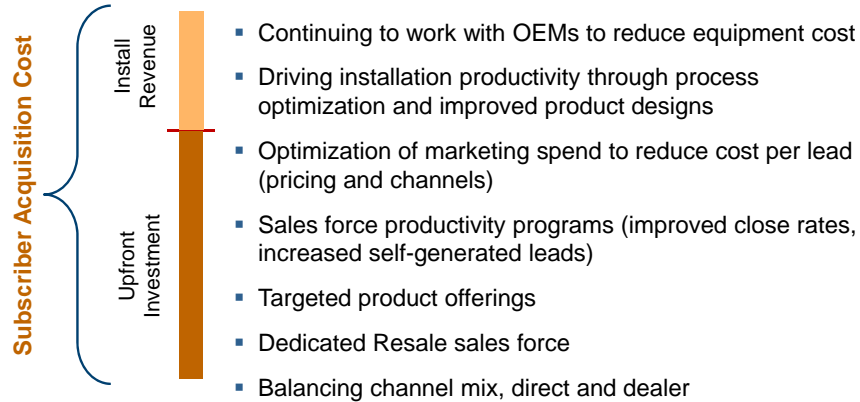 Subscriber Acquisition Cost
Install
Revenue
Upfront
Investment
▪ Continuing to work with OEMs to reduce equipment cost
▪ Driving installation productivity through process
optimization and improved product designs
▪ Optimization of marketing spend to reduce cost per lead
(pricing and channels)
▪ Sales force productivity programs (improved close rates,
increased self-generated leads)
▪ Targeted product offerings
▪ Dedicated Resale sales force
▪ Balancing channel mix, direct and dealer